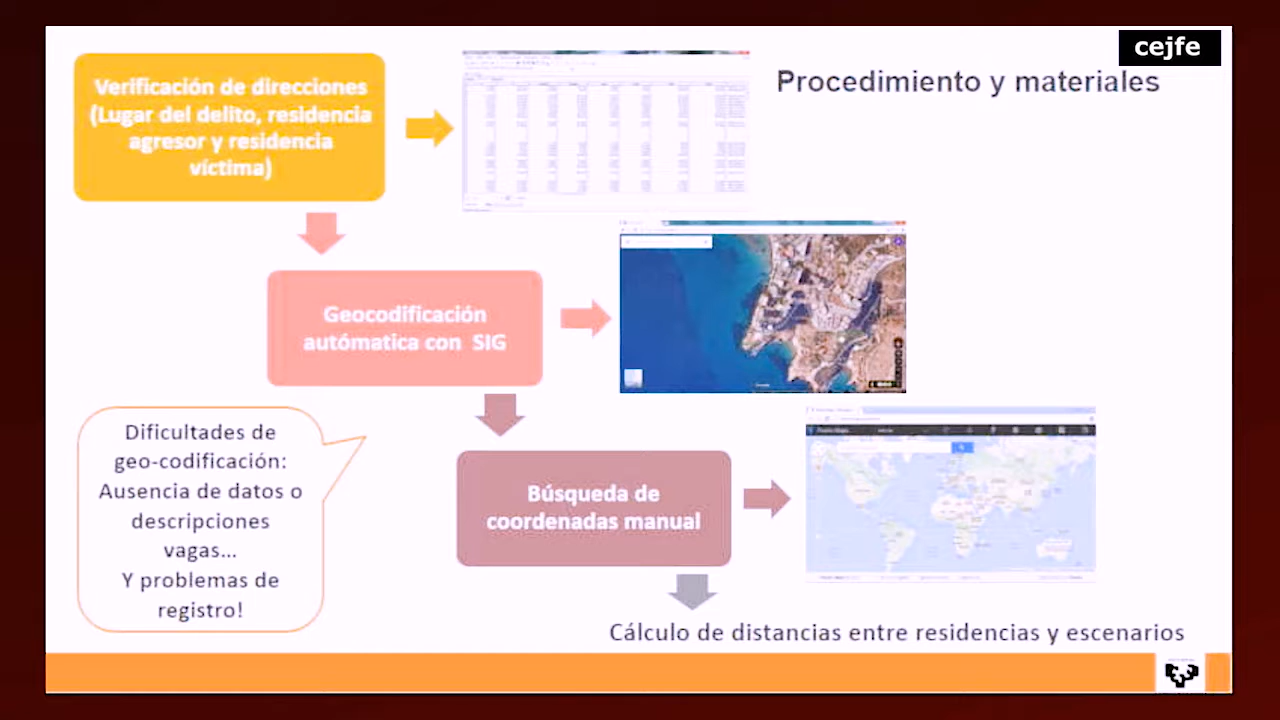 cejfe
Procedimiento y materiales
Verificación de direcciones
(Lugar del delito, residencia
agresor y residencia
víctima)
Geocodificación
autómatica con SIG
Dificultades de
geo-codificación:
Ausencia de datos o
descripciones
vagas...
Y problemas de
registro!
Búsqueda de
coordenadas manual
Cálculo de distancias entre residencias y escenarios